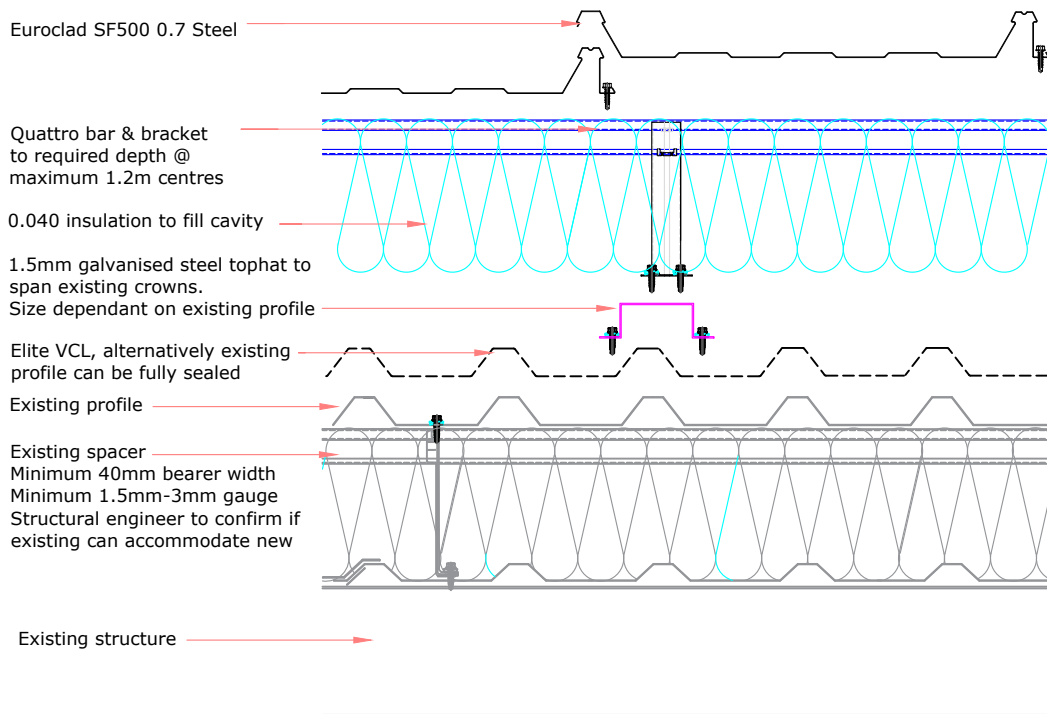 Euroclad SF500 0.7 Steel
Quattro bar & bracket
to required depth @
maximum 1.2m centres
0.040 insulation to fill cavity
1.5mm galvanised steel tophat to
span existing crowns.
Size dependant on existing profile
Elite VCL, alternatively existing
profile can be fully sealed
Existing profile
Existing spacer
Minimum 40mm bearer width
Minimum 1.5mm-3mm gauge
Structural engineer to confirm if
existing can accommodate new
Existing structure